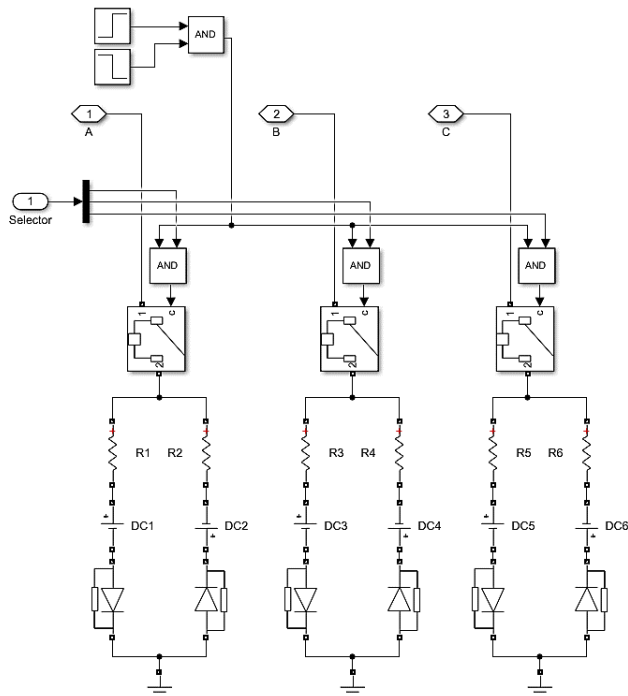 AND
1
2
3
A
B
C
1
Selector
AND
AND
AND
1
c
1
c
1
c
2
2
2
+
+
+
+
+
+
R1
R2
R3
R4
R5
R6
+
+
+
DC1
DC2
DC3
DC4
DC5
DC6
+
+
+